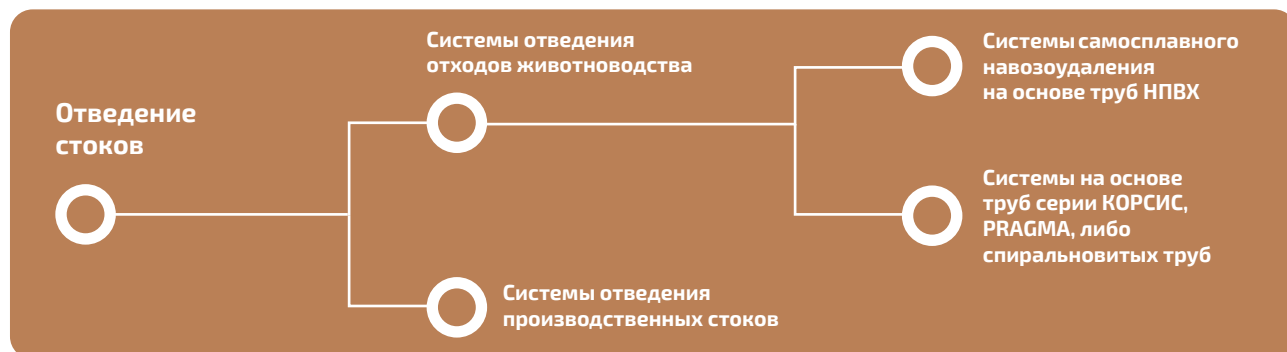 Отведение
стоков
Системы отведения
отходов животноводства
Системы отведения
производственных стоков
Системы самосплавного
навозоудаления
на основе труб НПВХ
Системы на основе
труб серии КОРСИС,
PRAGMA, либо
спиральновитых труб